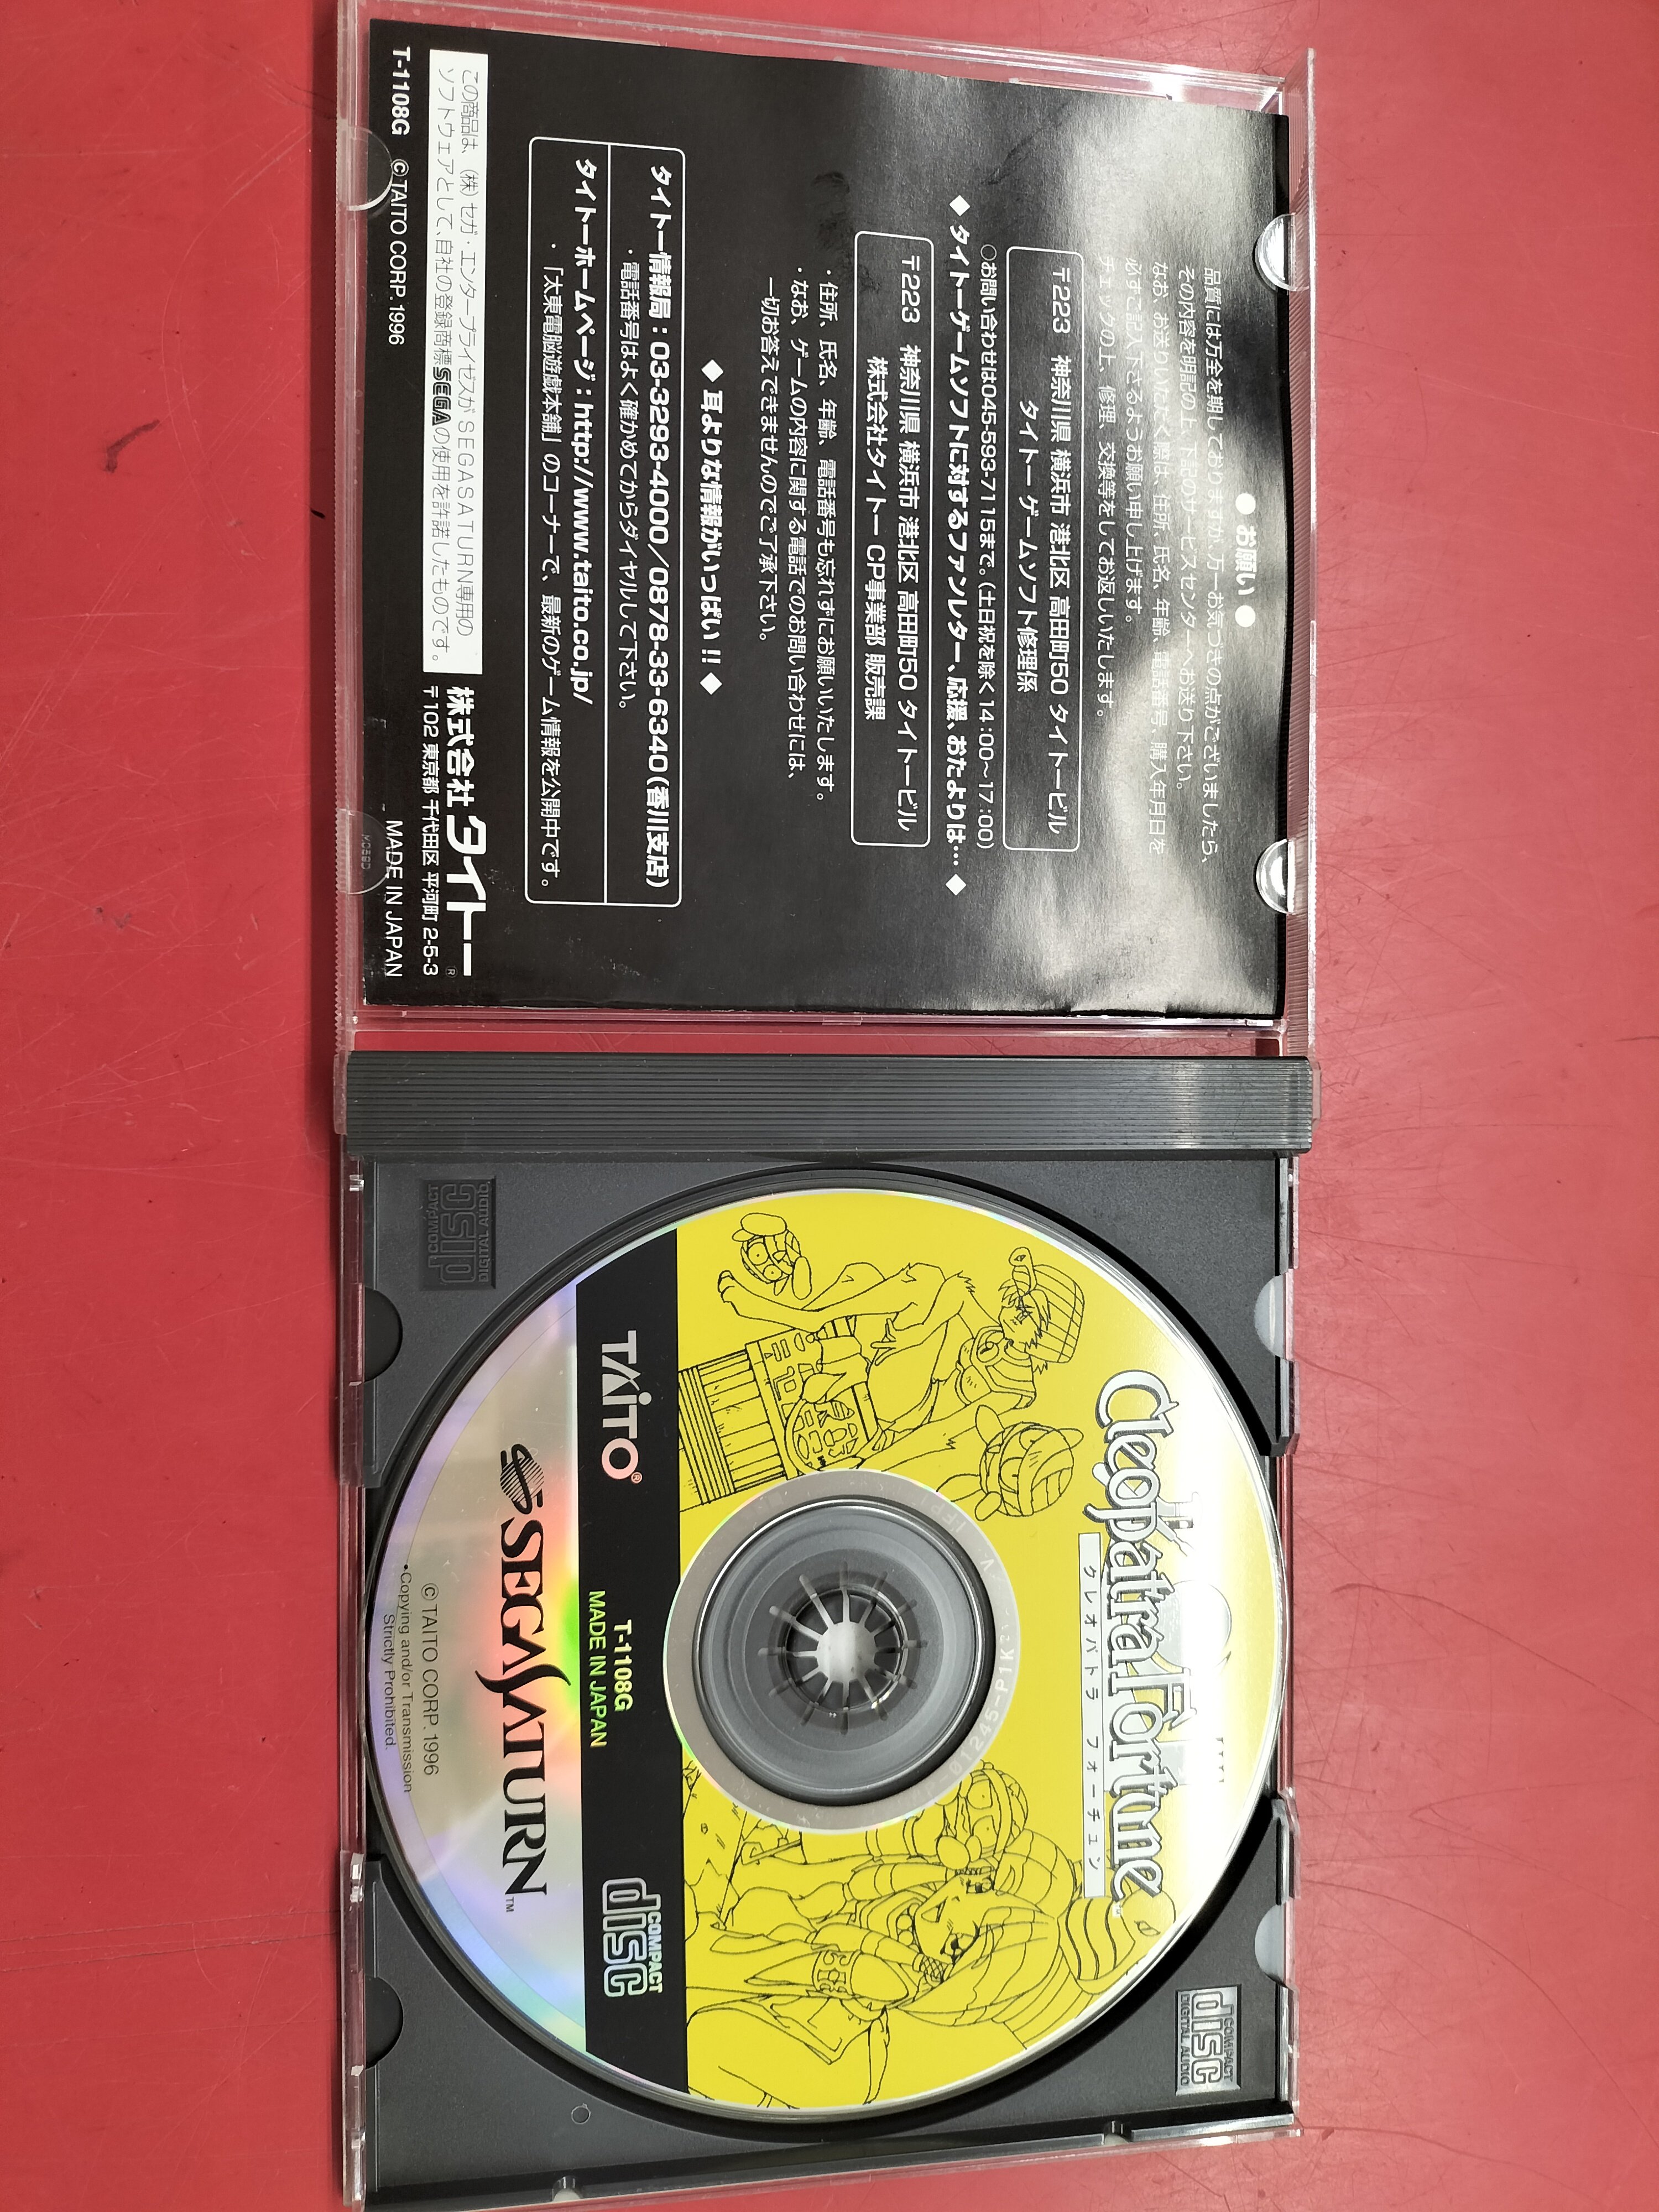 ● お願い ●
品質には万全を期しておりますが、万一お気づきの点がございましたら、
その内容を明記の上、下記のサービスセンターへお送り下さい。
なお、お送りいただく際は、住所、氏名、年齢、電話番号、購入年月日を
必ずご記入下さるようお願い申し上げます。
チェックの上、修理、交換等をしてお返しいたします。
〒223 神奈川県 横浜市 港北区 高田町50 タイトービル
タイトー ゲームソフト修理係
○お問い合わせは045-593-7115まで。(土日祝を除く 14:00〜17:00)
◆ タイトーゲームソフトに対するファンレター、応援、おたよりは… ◆
〒223 神奈川県 横浜市 港北区 高田町50 タイトービル
株式会社タイトー CP事業部 販売課
・住所、氏名、年齢、電話番号も忘れずにお願いいたします。
・なお、ゲームの内容に関する電話でのお問い合わせには、
一切お答えできませんのでご了承下さい。
◆ 耳よりな情報がいっぱい!! ◆
タイトー情報局：03-3293-4000／0878-33-6340(香川支店)
・電話番号はよく確かめてからダイヤルして下さい。
タイトーホームページ：http://www.taito.co.jp/
・「太東電脳遊戯本舗」のコーナーで、最新のゲーム情報を公開中です。
この商品は、(株)セガ・エンタープライゼスがSEGASATURN専用の
ソフトウェアとして、自社の登録商標SEGAの使用を許諾したものです。
株式会社タイトー®
〒102 東京都 千代田区 平河町 2-5-3
T-1108G ©TAITO CORP. 1996
MADE IN JAPAN
Cleopatra Fortune
クレオパトラ フォーチュン
TAITO®
T-1108G
MADE IN JAPAN
COMPACT
disc
SEGA SATURN™
© TAITO CORP. 1996
•Copying and/or Transmission
Strictly Prohibited.
COMPACT
disc
DIGITAL AUDIO
COMPACT
disc
DIGITAL AUDIO